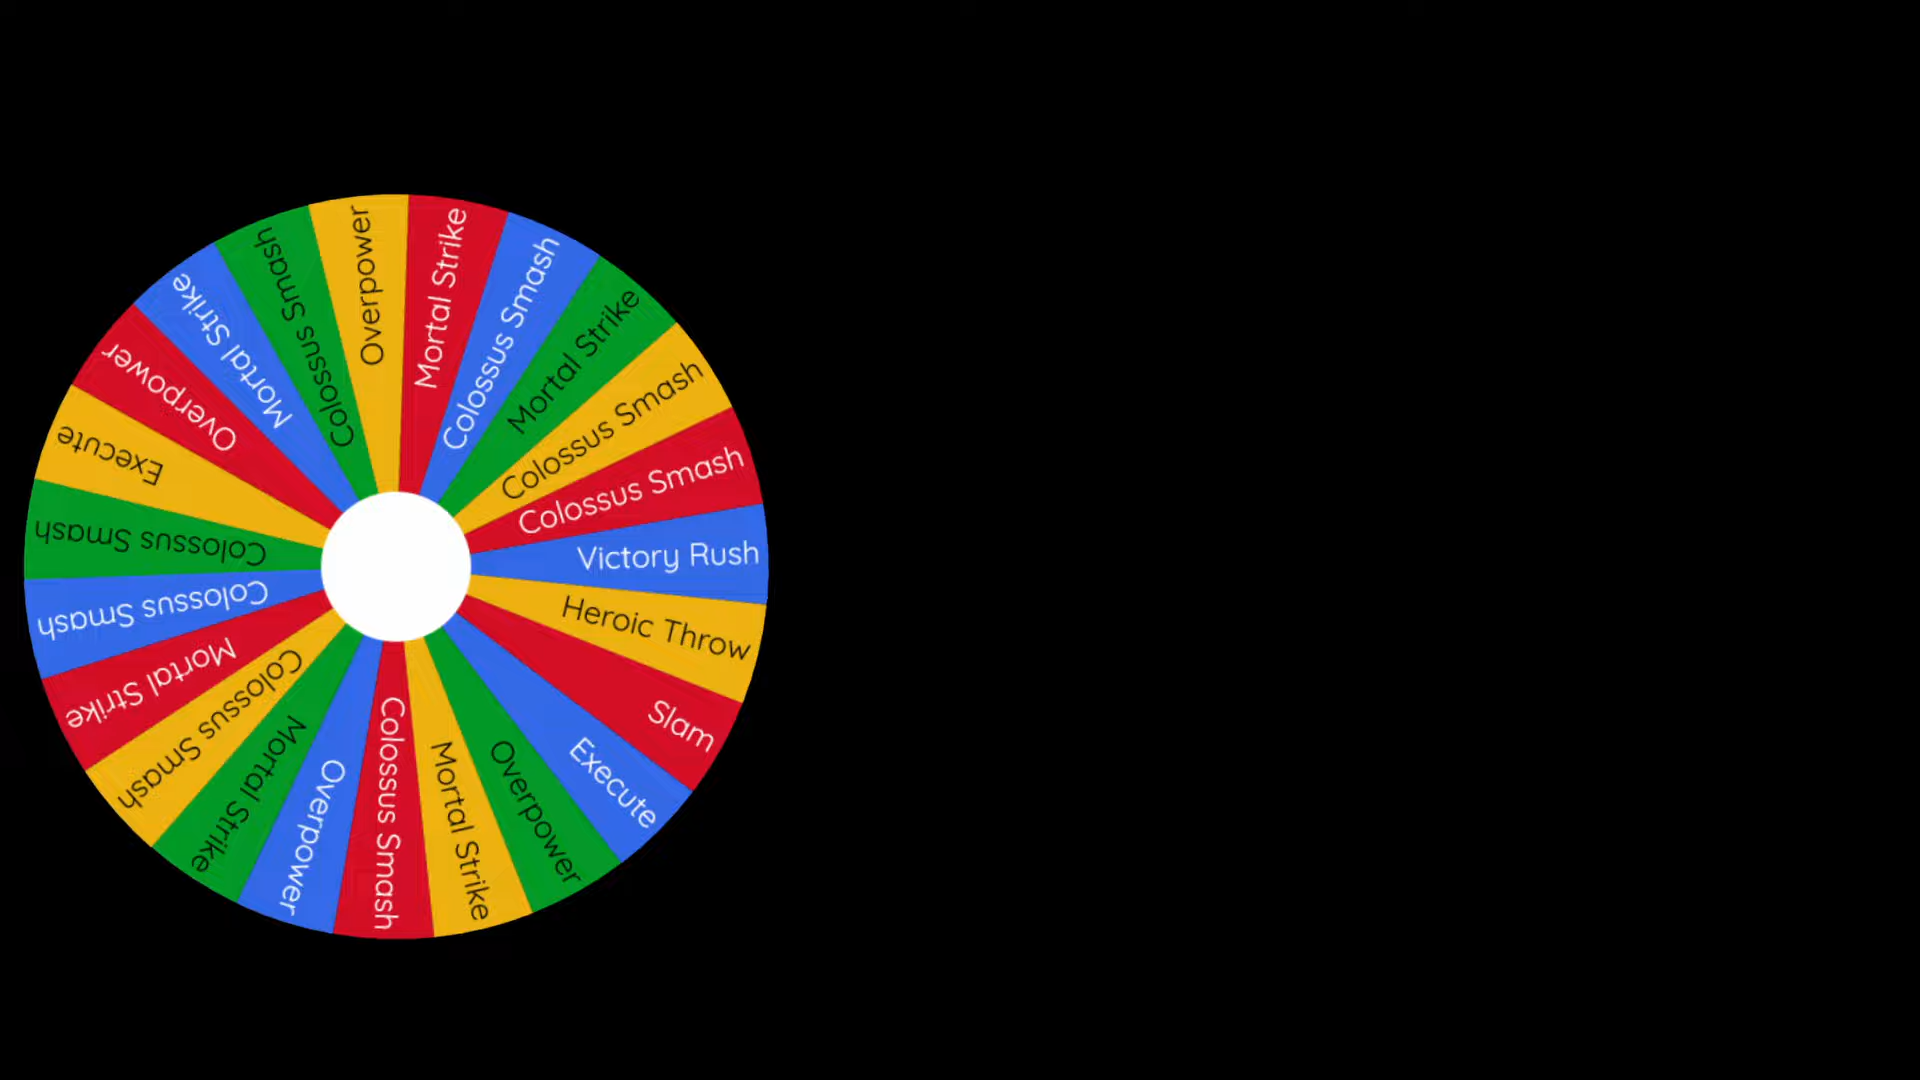 Overpower
Mortal Strike
Colossus Smash
Mortal Strike
Colossus Smash
Colossus Smash
Victory Rush
Heroic Throw
Slam
Execute
Overpower
Mortal Strike
Colossus Smash
Overpower
Mortal Strike
Colossus Smash
Mortal Strike
Colossus Smash
Colossus Smash
Execute
Overpower
Mortal Strike
Colossus Smash